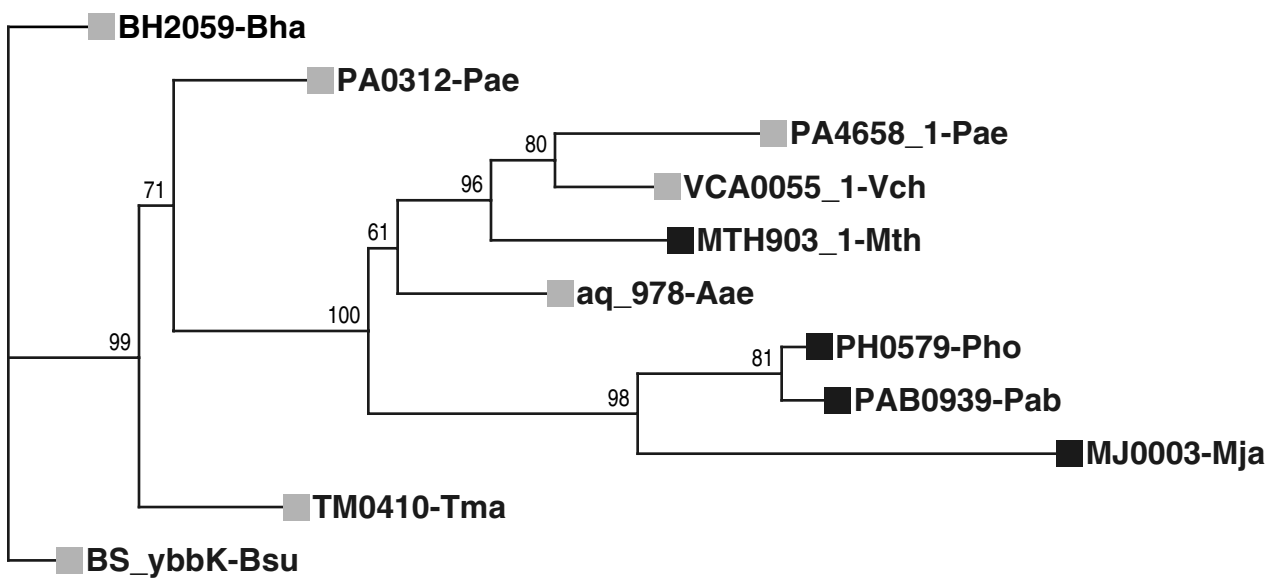 BH2059-Bha
PA0312-Pae
PA4658_1-Pae
80
VCA0055_1-Vch
96
71
MTH903_1-Mth
61
aq_978-Aae
100
99
PH0579-Pho
81
PAB0939-Pab
98
MJ0003-Mja
TM0410-Tma
BS_ybbK-Bsu